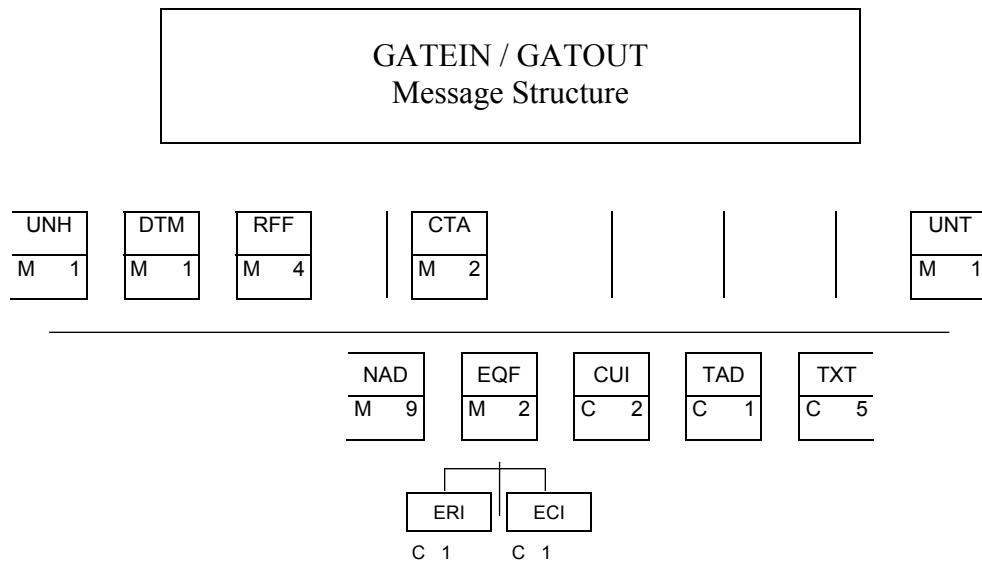 GATEIN / GATOUT
Message Structure
UNH DTM RFF CTA UNT
M 1 M 1 M 4 M 2 M 1
NAD EQF CUI TAD TXT
M 9 M 2 C 2 C 1 C 5
ERI ECI
C 1 C 1